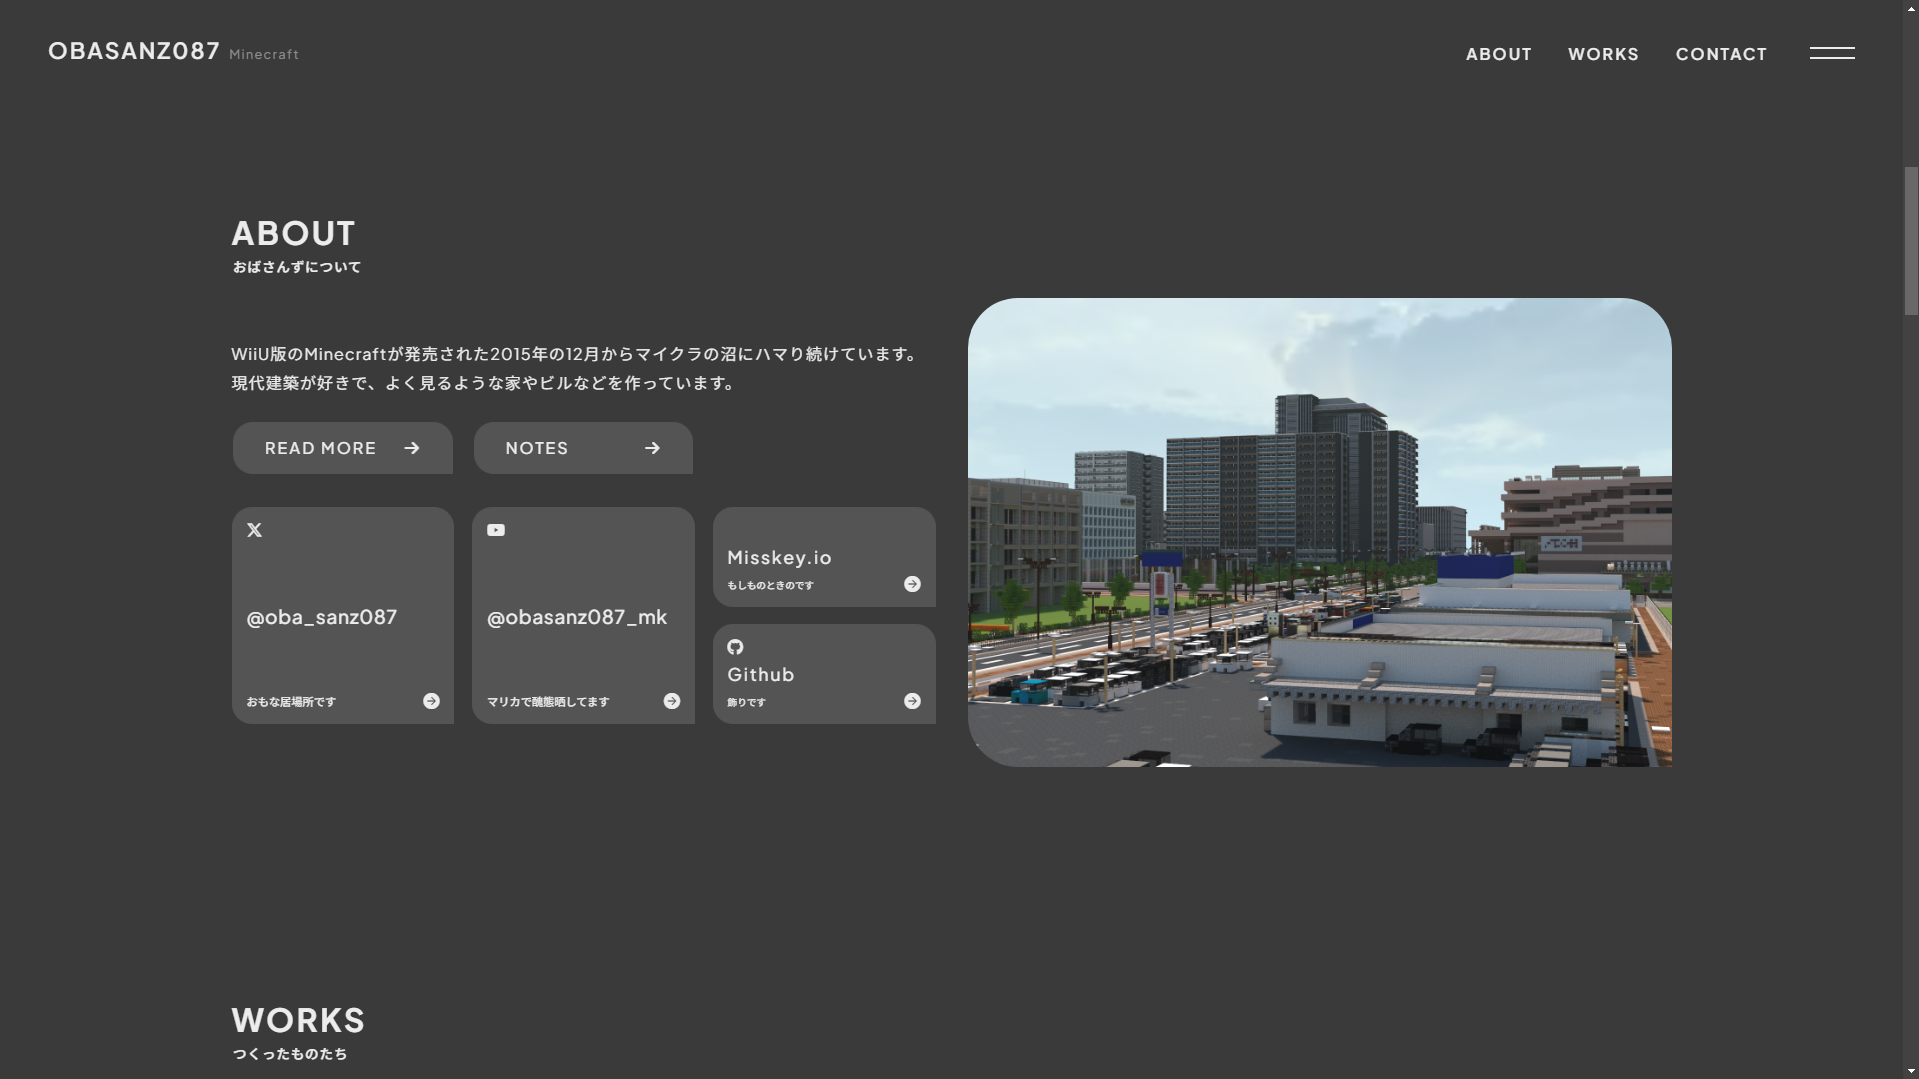 OBASANZ087 Minecraft
ABOUT WORKS CONTACT
ABOUT
おばさんずについて
WiiU版のMinecraftが発売された2015年の12月からマイクラの沼にハマり続けています。
現代建築が好きで、よく見るような家やビルなどを作っています。
READ MORE
NOTES
@oba_sanz087
おもな居場所です
@obasanz087_mk
マリカで醜態晒してます
Misskey.io
もしものときのです
Github
飾りです
WORKS
つくったものたち